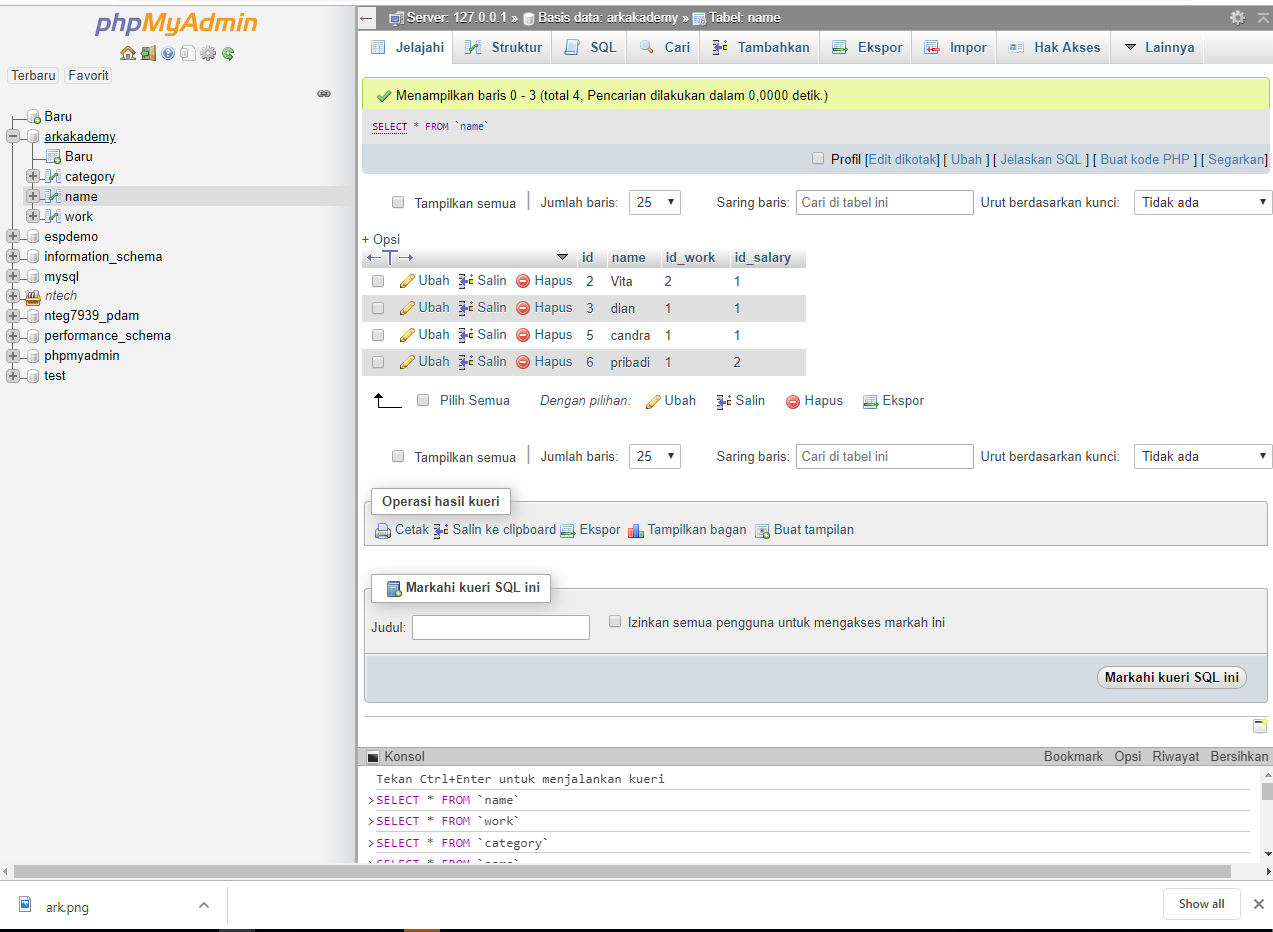 phpMyAdmin
Terbaru Favorit
Baru
arkakademy
Baru
category
name
work
espdemo
information_schema
mysql
ntech
nteg7939_pdam
performance_schema
phpmyadmin
test
Server: 127.0.0.1 » Basis data: arkakademy » Tabel: name
Jelajahi Struktur SQL Cari Tambahkan Ekspor Impor Hak Akses Lainnya
Menampilkan baris 0 - 3 (total 4, Pencarian dilakukan dalam 0,0000 detik.)
SELECT * FROM `name`
Profil [Edit dikotak] [ Ubah ] [ Jelaskan SQL ] [ Buat kode PHP ] [ Segarkan]
Tampilkan semua Jumlah baris: 25 Saring baris: Cari di tabel ini Urut berdasarkan kunci: Tidak ada
+ Opsi
←T→ id name id_work id_salary
Ubah Salin Hapus 2 Vita 2 1
Ubah Salin Hapus 3 dian 1 1
Ubah Salin Hapus 5 candra 1 1
Ubah Salin Hapus 6 pribadi 1 2
Pilih Semua Dengan pilihan: Ubah Salin Hapus Ekspor
Tampilkan semua Jumlah baris: 25 Saring baris: Cari di tabel ini Urut berdasarkan kunci: Tidak ada
Operasi hasil kueri
Cetak Salin ke clipboard Ekspor Tampilkan bagan Buat tampilan
Markahi kueri SQL ini
Judul: Izinkan semua pengguna untuk mengakses markah ini
Markahi kueri SQL ini
Konsol Bookmark Opsi Riwayat Bersihkan
Tekan Ctrl+Enter untuk menjalankan kueri
>SELECT * FROM `name`
>SELECT * FROM `work`
>SELECT * FROM `category`
>SELECT * FROM `name`
ark.png Show all